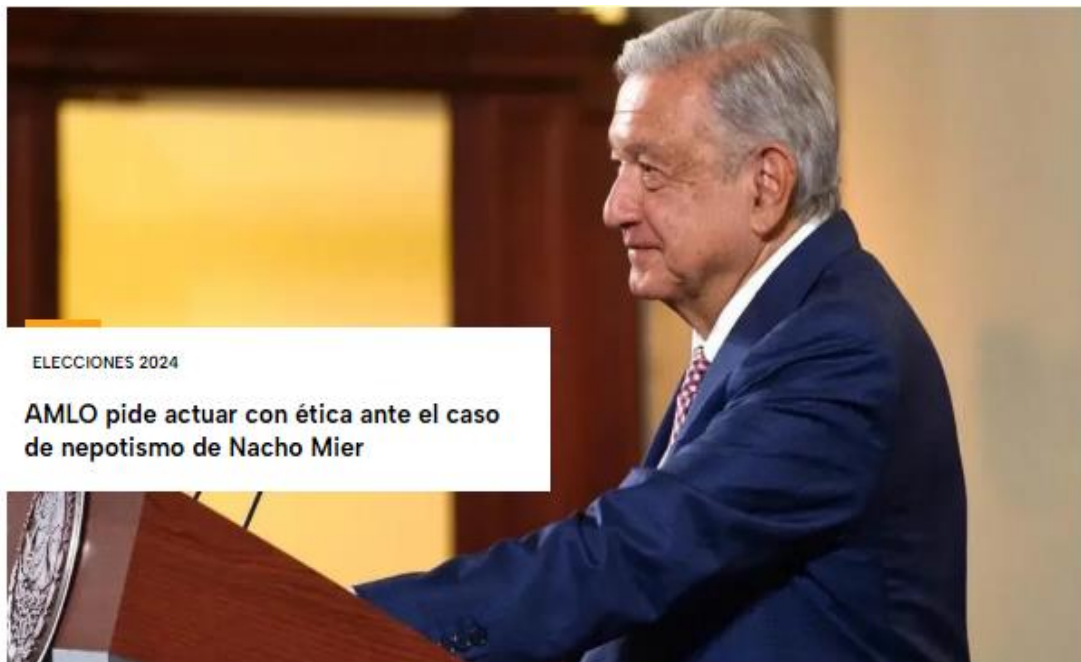 ELECCIONES 2024
AMLO pide actuar con ética ante el caso
de nepotismo de Nacho Mier